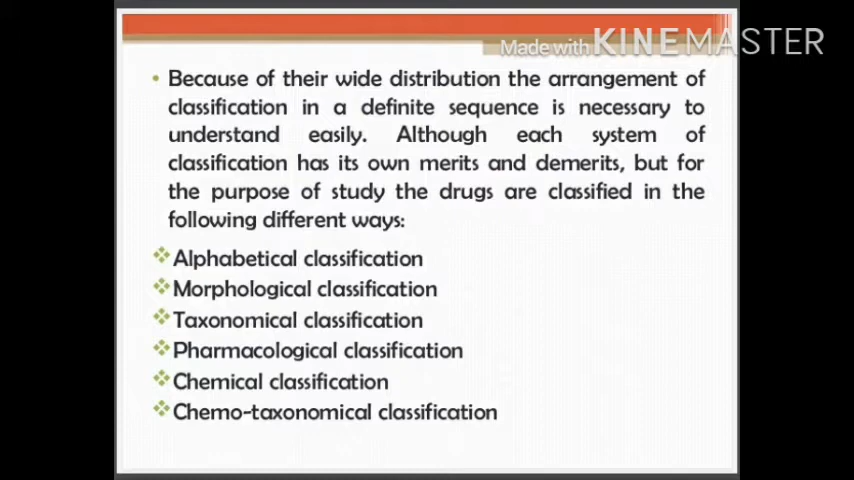 Made with KINEMASTER
Because of their wide distribution the arrangement of
classification in a definite sequence is necessary to
understand easily. Although each system of
classification has its own merits and demerits, but for
the purpose of study the drugs are classified in the
following different ways:
Alphabetical classification
Morphological classification
Taxonomical classification
Pharmacological classification
Chemical classification
Chemo-taxonomical classification